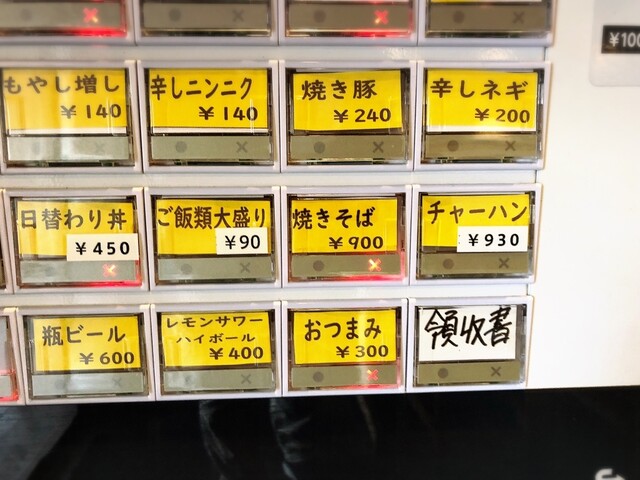 ¥100
もやし増し
¥140
辛しニンニク
¥140
焼き豚
¥240
辛しネギ
¥200
日替わり丼
¥450
ご飯類大盛り
¥90
焼きそば
¥900
チャーハン
¥930
瓶ビール
¥600
レモンサワー
ハイボール
¥400
おつまみ
¥300
領収書